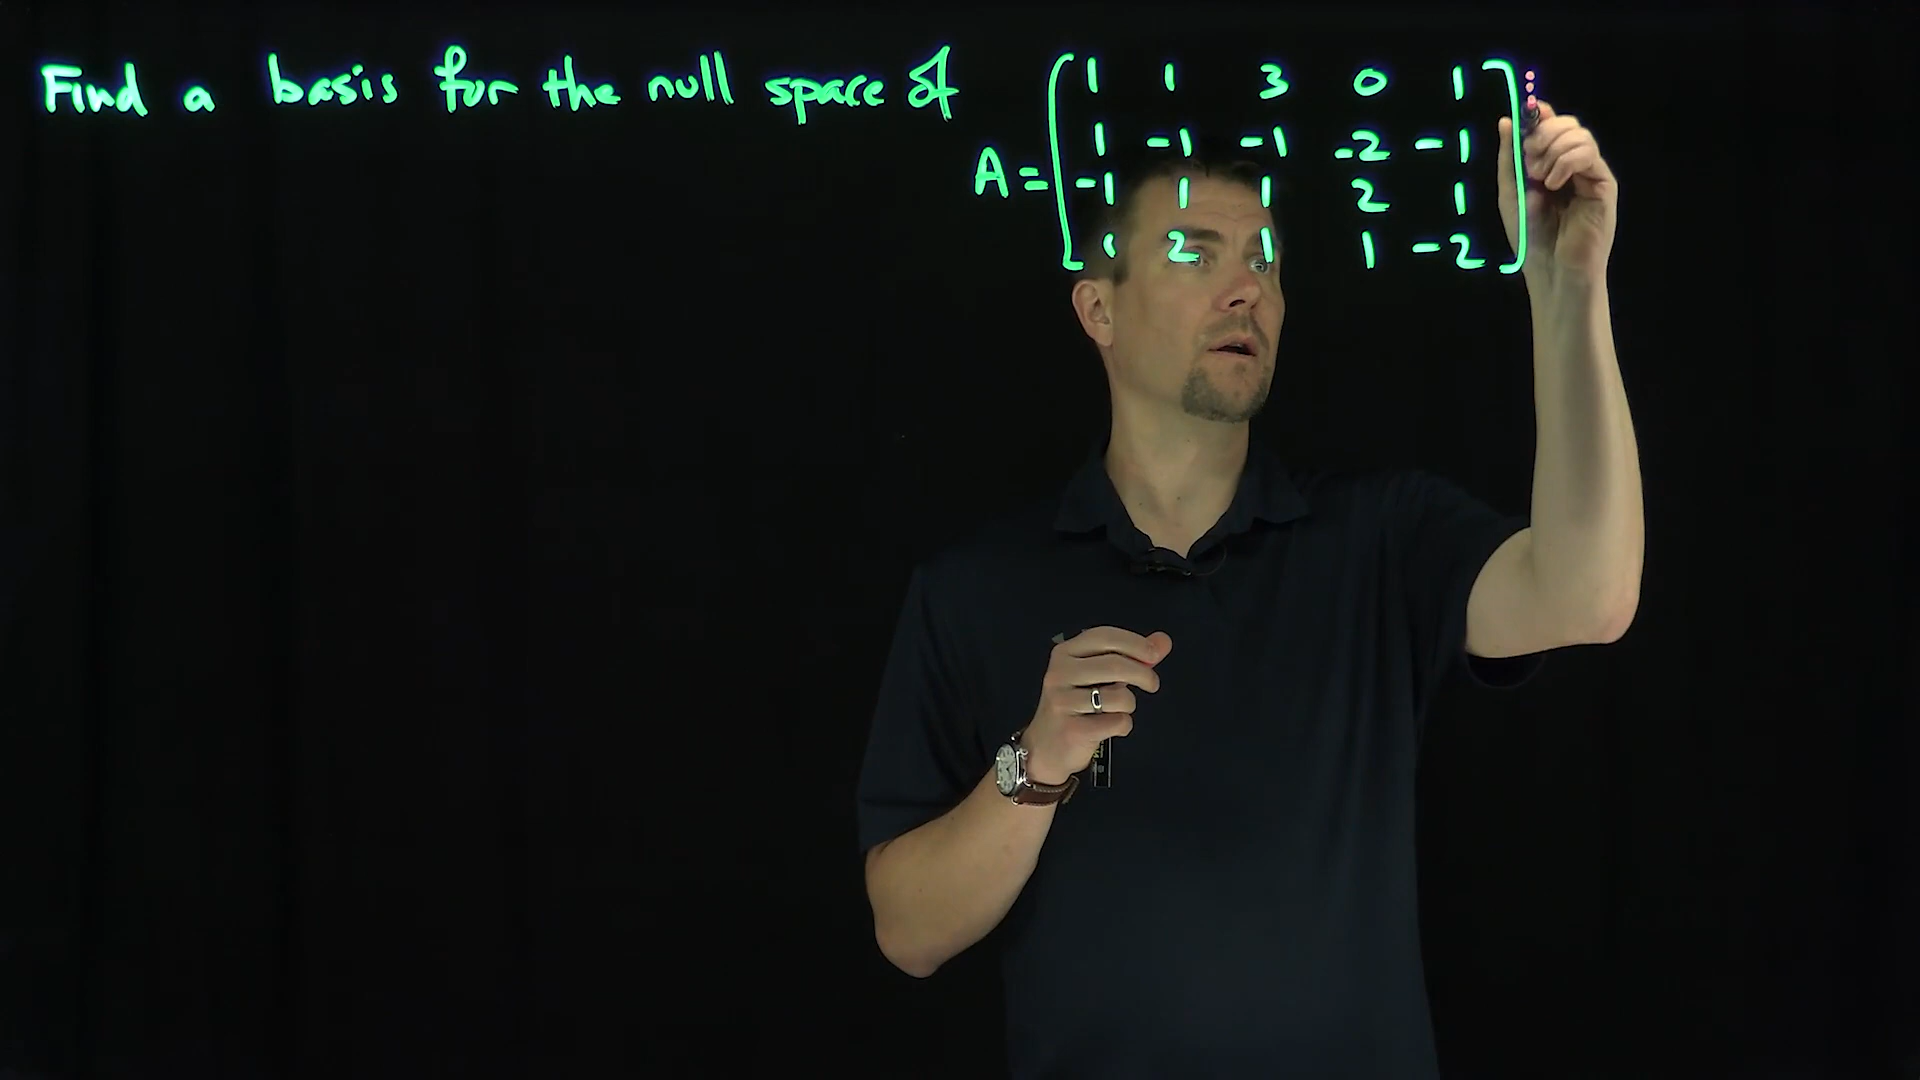 Find a basis for the null space of
1 1 3 0 1
1 -1 -1 -2 -1
A = -1 1 1 2 1
2 1 1 -2